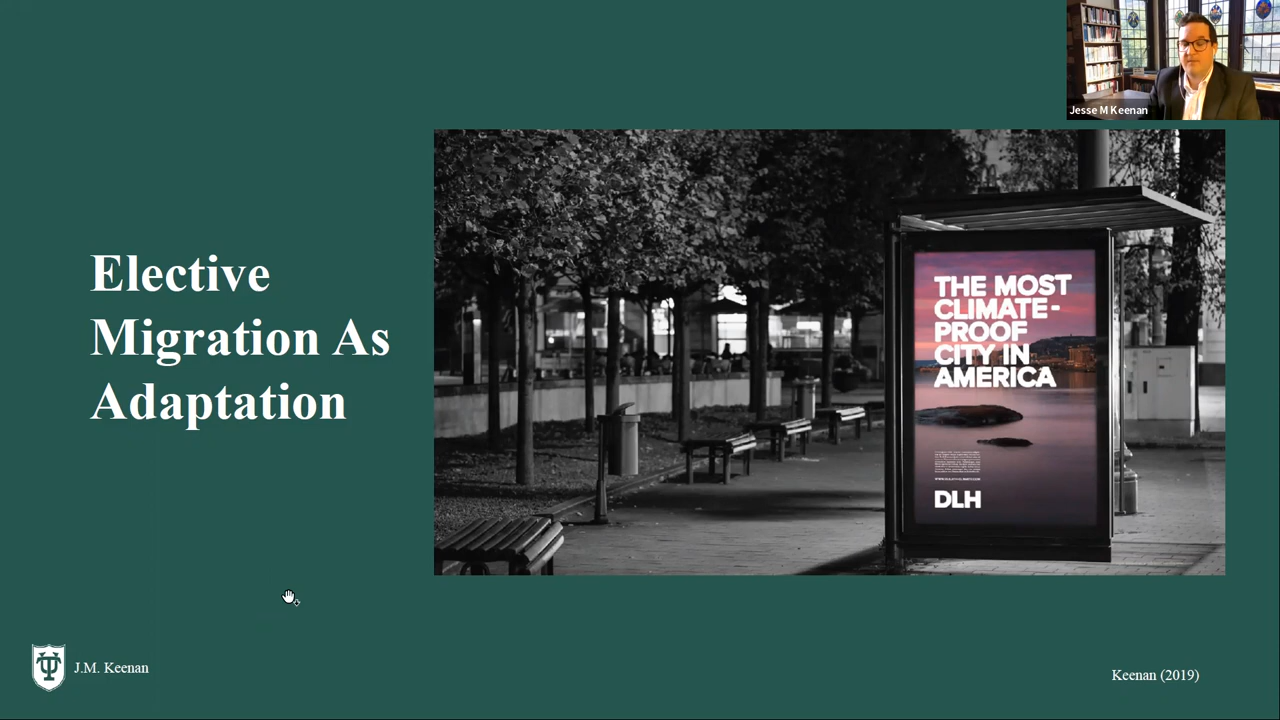 Jesse M Keenan
Elective
Migration As
Adaptation
THE MOST
CLIMATE-
PROOF
CITY IN
AMERICA
DLH
J.M. Keenan
Keenan (2019)